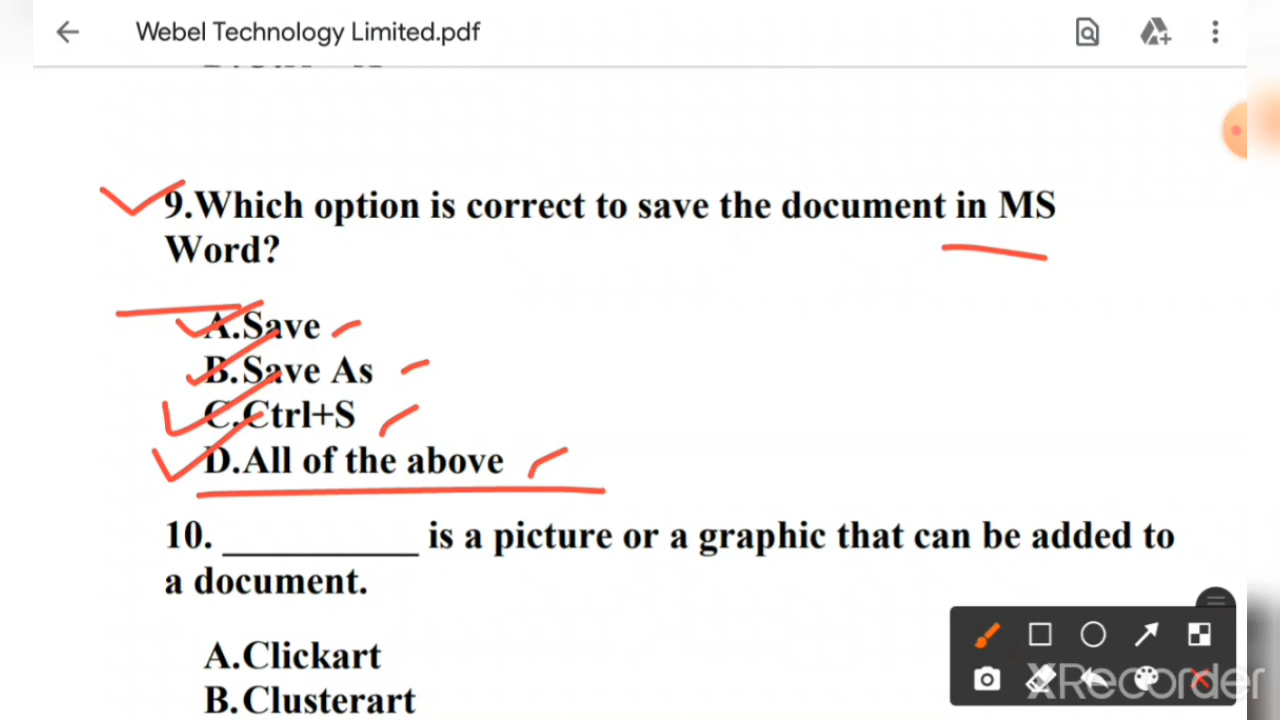 Webel Technology Limited.pdf
9.Which option is correct to save the document in MS
Word?
A.Save
B.Save As
C.Ctrl+S
D.All of the above
10. __________ is a picture or a graphic that can be added to
a document.
A.Clickart
B.Clusterart
XRecorder